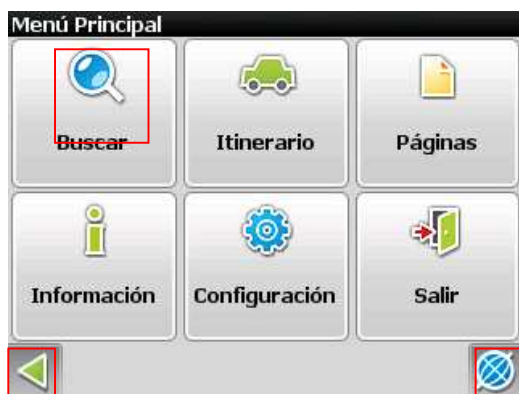 Menú Principal
Buscar Itinerario Páginas
Información Configuración Salir